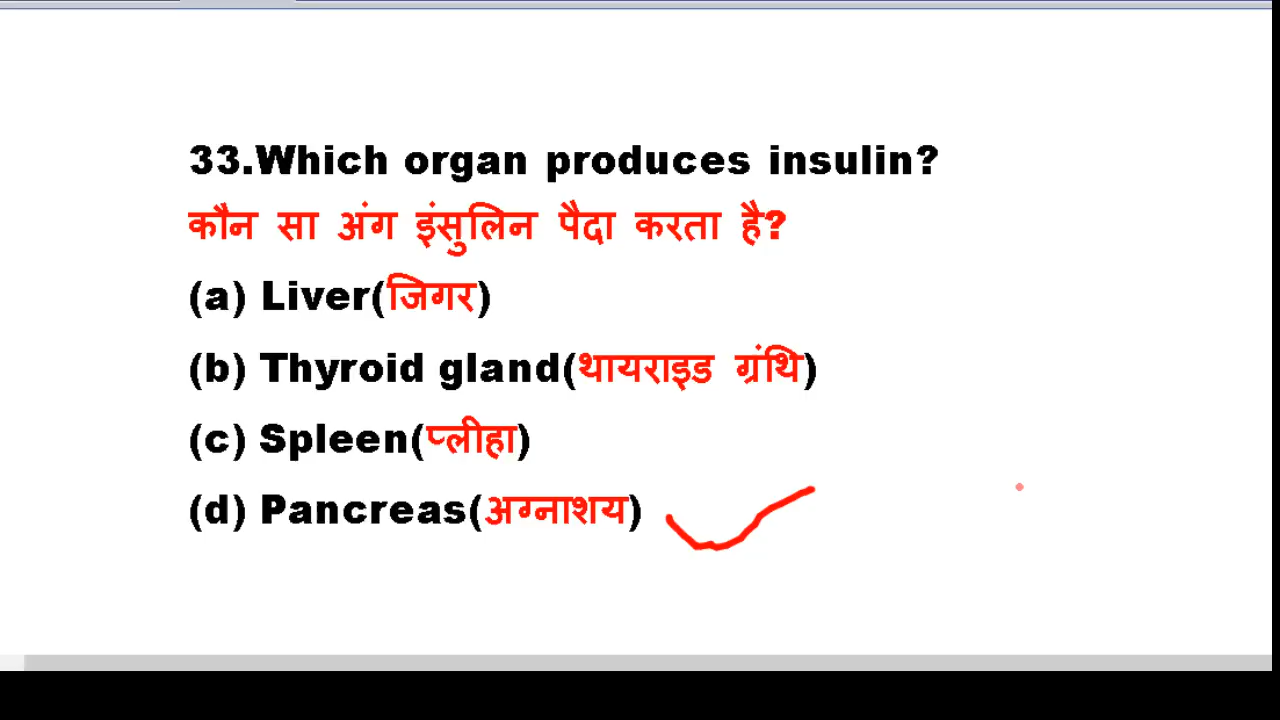 33.Which organ produces insulin?
कौन सा अंग इंसुलिन पैदा करता है?
(a) Liver(जिगर)
(b) Thyroid gland(थायराइड ग्रंथि)
(c) Spleen(प्लीहा)
(d) Pancreas(अग्नाशय)